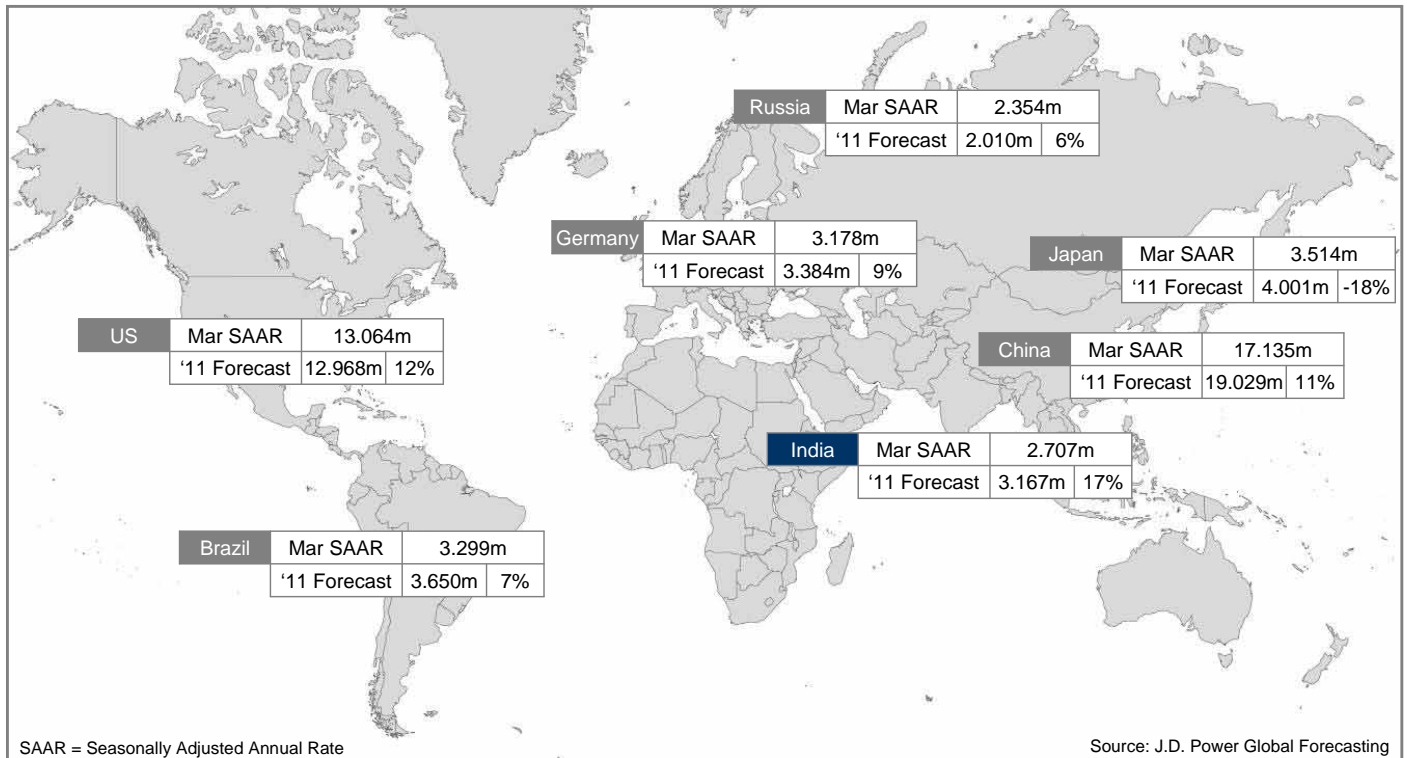 Russia Mar SAAR 2.354m
‘11 Forecast 2.010m 6%
Germany Mar SAAR 3.178m
‘11 Forecast 3.384m 9%
Japan Mar SAAR 3.514m
‘11 Forecast 4.001m -18%
US Mar SAAR 13.064m
‘11 Forecast 12.968m 12%
China Mar SAAR 17.135m
‘11 Forecast 19.029m 11%
India Mar SAAR 2.707m
‘11 Forecast 3.167m 17%
Brazil Mar SAAR 3.299m
‘11 Forecast 3.650m 7%
SAAR = Seasonally Adjusted Annual Rate
Source: J.D. Power Global Forecasting